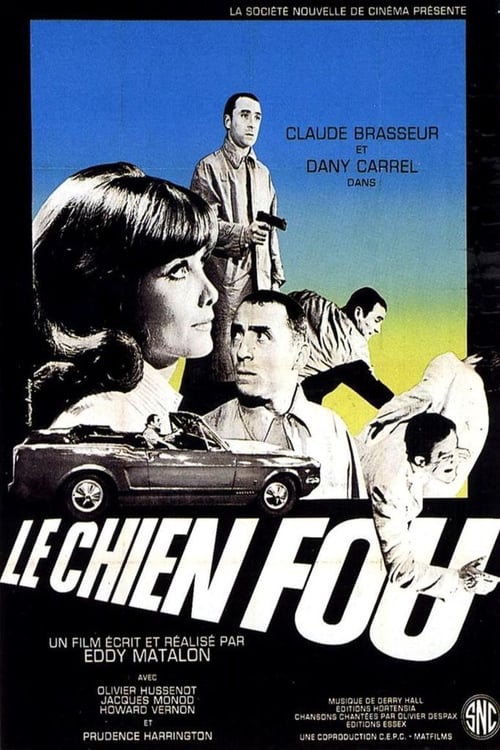 LA SOCIÉTÉ NOUVELLE DE CINÉMA PRÉSENTE
CLAUDE BRASSEUR
ET
DANY CARREL
DANS
LE CHIEN FOU
UN FILM ÉCRIT ET RÉALISÉ PAR
EDDY MATALON
AVEC
OLIVIER HUSSENOT
JACQUES MONOD
HOWARD VERNON
ET
PRUDENCE HARRINGTON
MUSIQUE DE DERRY HALL
EDITIONS HORTENSIA
CHANSONS CHANTÉES PAR OLIVIER DESPAX
EDITIONS ESSEX
UNE COPRODUCTION C.E.P.C. - MATFILMS
SNC